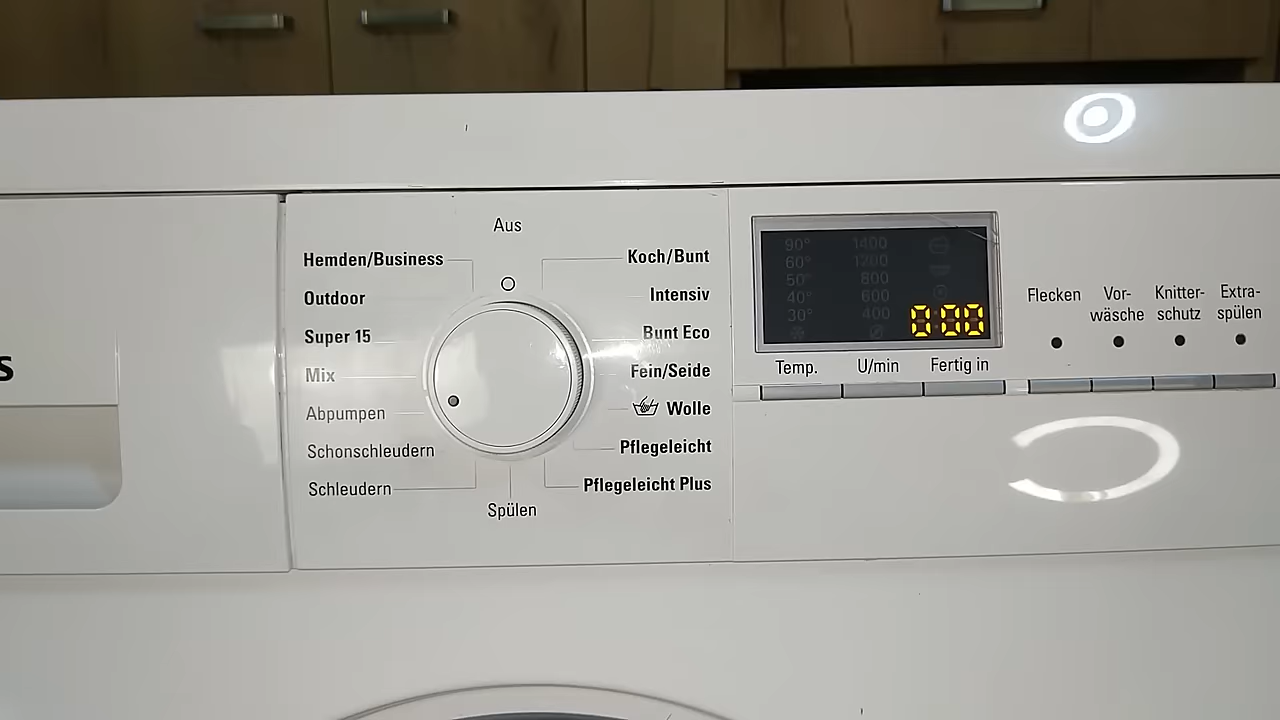 Aus
Hemden/Business
Outdoor
Super 15
Mix
Abpumpen
Schonschleudern
Schleudern
Spülen
Koch/Bunt
Intensiv
Bunt Eco
Fein/Seide
Wolle
Pflegeleicht
Pflegeleicht Plus
90° 1400
60° 1200
50° 800
40° 600
30° 400
0:00
Temp. U/min Fertig in
Flecken
Vor-
wäsche
Knitter-
schutz
Extra-
spülen
s